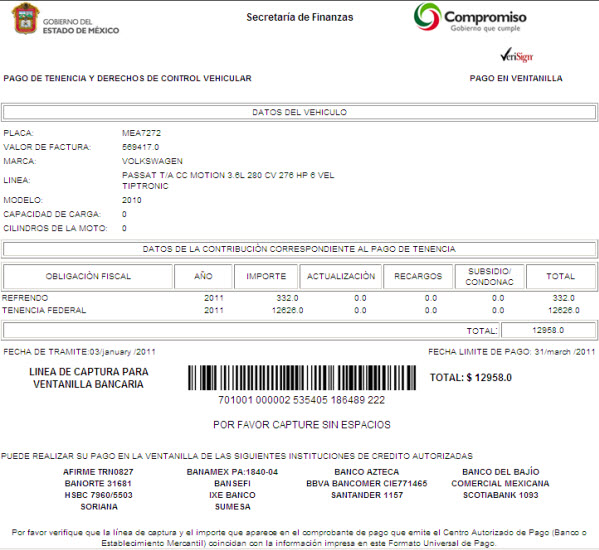 GOBIERNO DEL
ESTADO DE MÉXICO
Secretaría de Finanzas
Compromiso
Gobierno que cumple
VeriSign
PAGO DE TENENCIA Y DERECHOS DE CONTROL VEHICULAR
PAGO EN VENTANILLA
DATOS DEL VEHICULO
PLACA: MEA7272
VALOR DE FACTURA: 569417.0
MARCA: VOLKSWAGEN
LINEA: PASSAT T/A CC MOTION 3.6L 280 CV 276 HP 6 VEL
TIPTRONIC
MODELO: 2010
CAPACIDAD DE CARGA: 0
CILINDROS DE LA MOTO: 0
DATOS DE LA CONTRIBUCIÓN CORRESPONDIENTE AL PAGO DE TENENCIA
OBLIGACIÓN FISCAL AÑO IMPORTE ACTUALIZACIÓN RECARGOS SUBSIDIO/ CONDONAC TOTAL
REFRENDO 2011 332.0 0.0 0.0 0.0 332.0
TENENCIA FEDERAL 2011 12626.0 0.0 0.0 0.0 12626.0
TOTAL: 12958.0
FECHA DE TRAMITE:03/january /2011 FECHA LIMITE DE PAGO: 31/march /2011
LINEA DE CAPTURA PARA
VENTANILLA BANCARIA
TOTAL: $ 12958.0
701001 000002 535405 186489 222
POR FAVOR CAPTURE SIN ESPACIOS
PUEDE REALIZAR SU PAGO EN LA VENTANILLA DE LAS SIGUIENTES INSTITUCIONES DE CREDITO AUTORIZADAS
AFIRME TRN0827 BANAMEX PA:1840-04 BANCO AZTECA BANCO DEL BAJÍO
BANORTE 31681 BANSEFI BBVA BANCOMER CIE771465 COMERCIAL MEXICANA
HSBC 7960/5503 IXE BANCO SANTANDER 1157 SCOTIABANK 1093
SORIANA SUMESA
Por favor verifique que la línea de captura y el importe que aparece en el comprobante de pago que emite el Centro Autorizado de Pago (Banco o
Establecimiento Mercantil) coincidan con la información impresa en este Formato Universal de Pago.